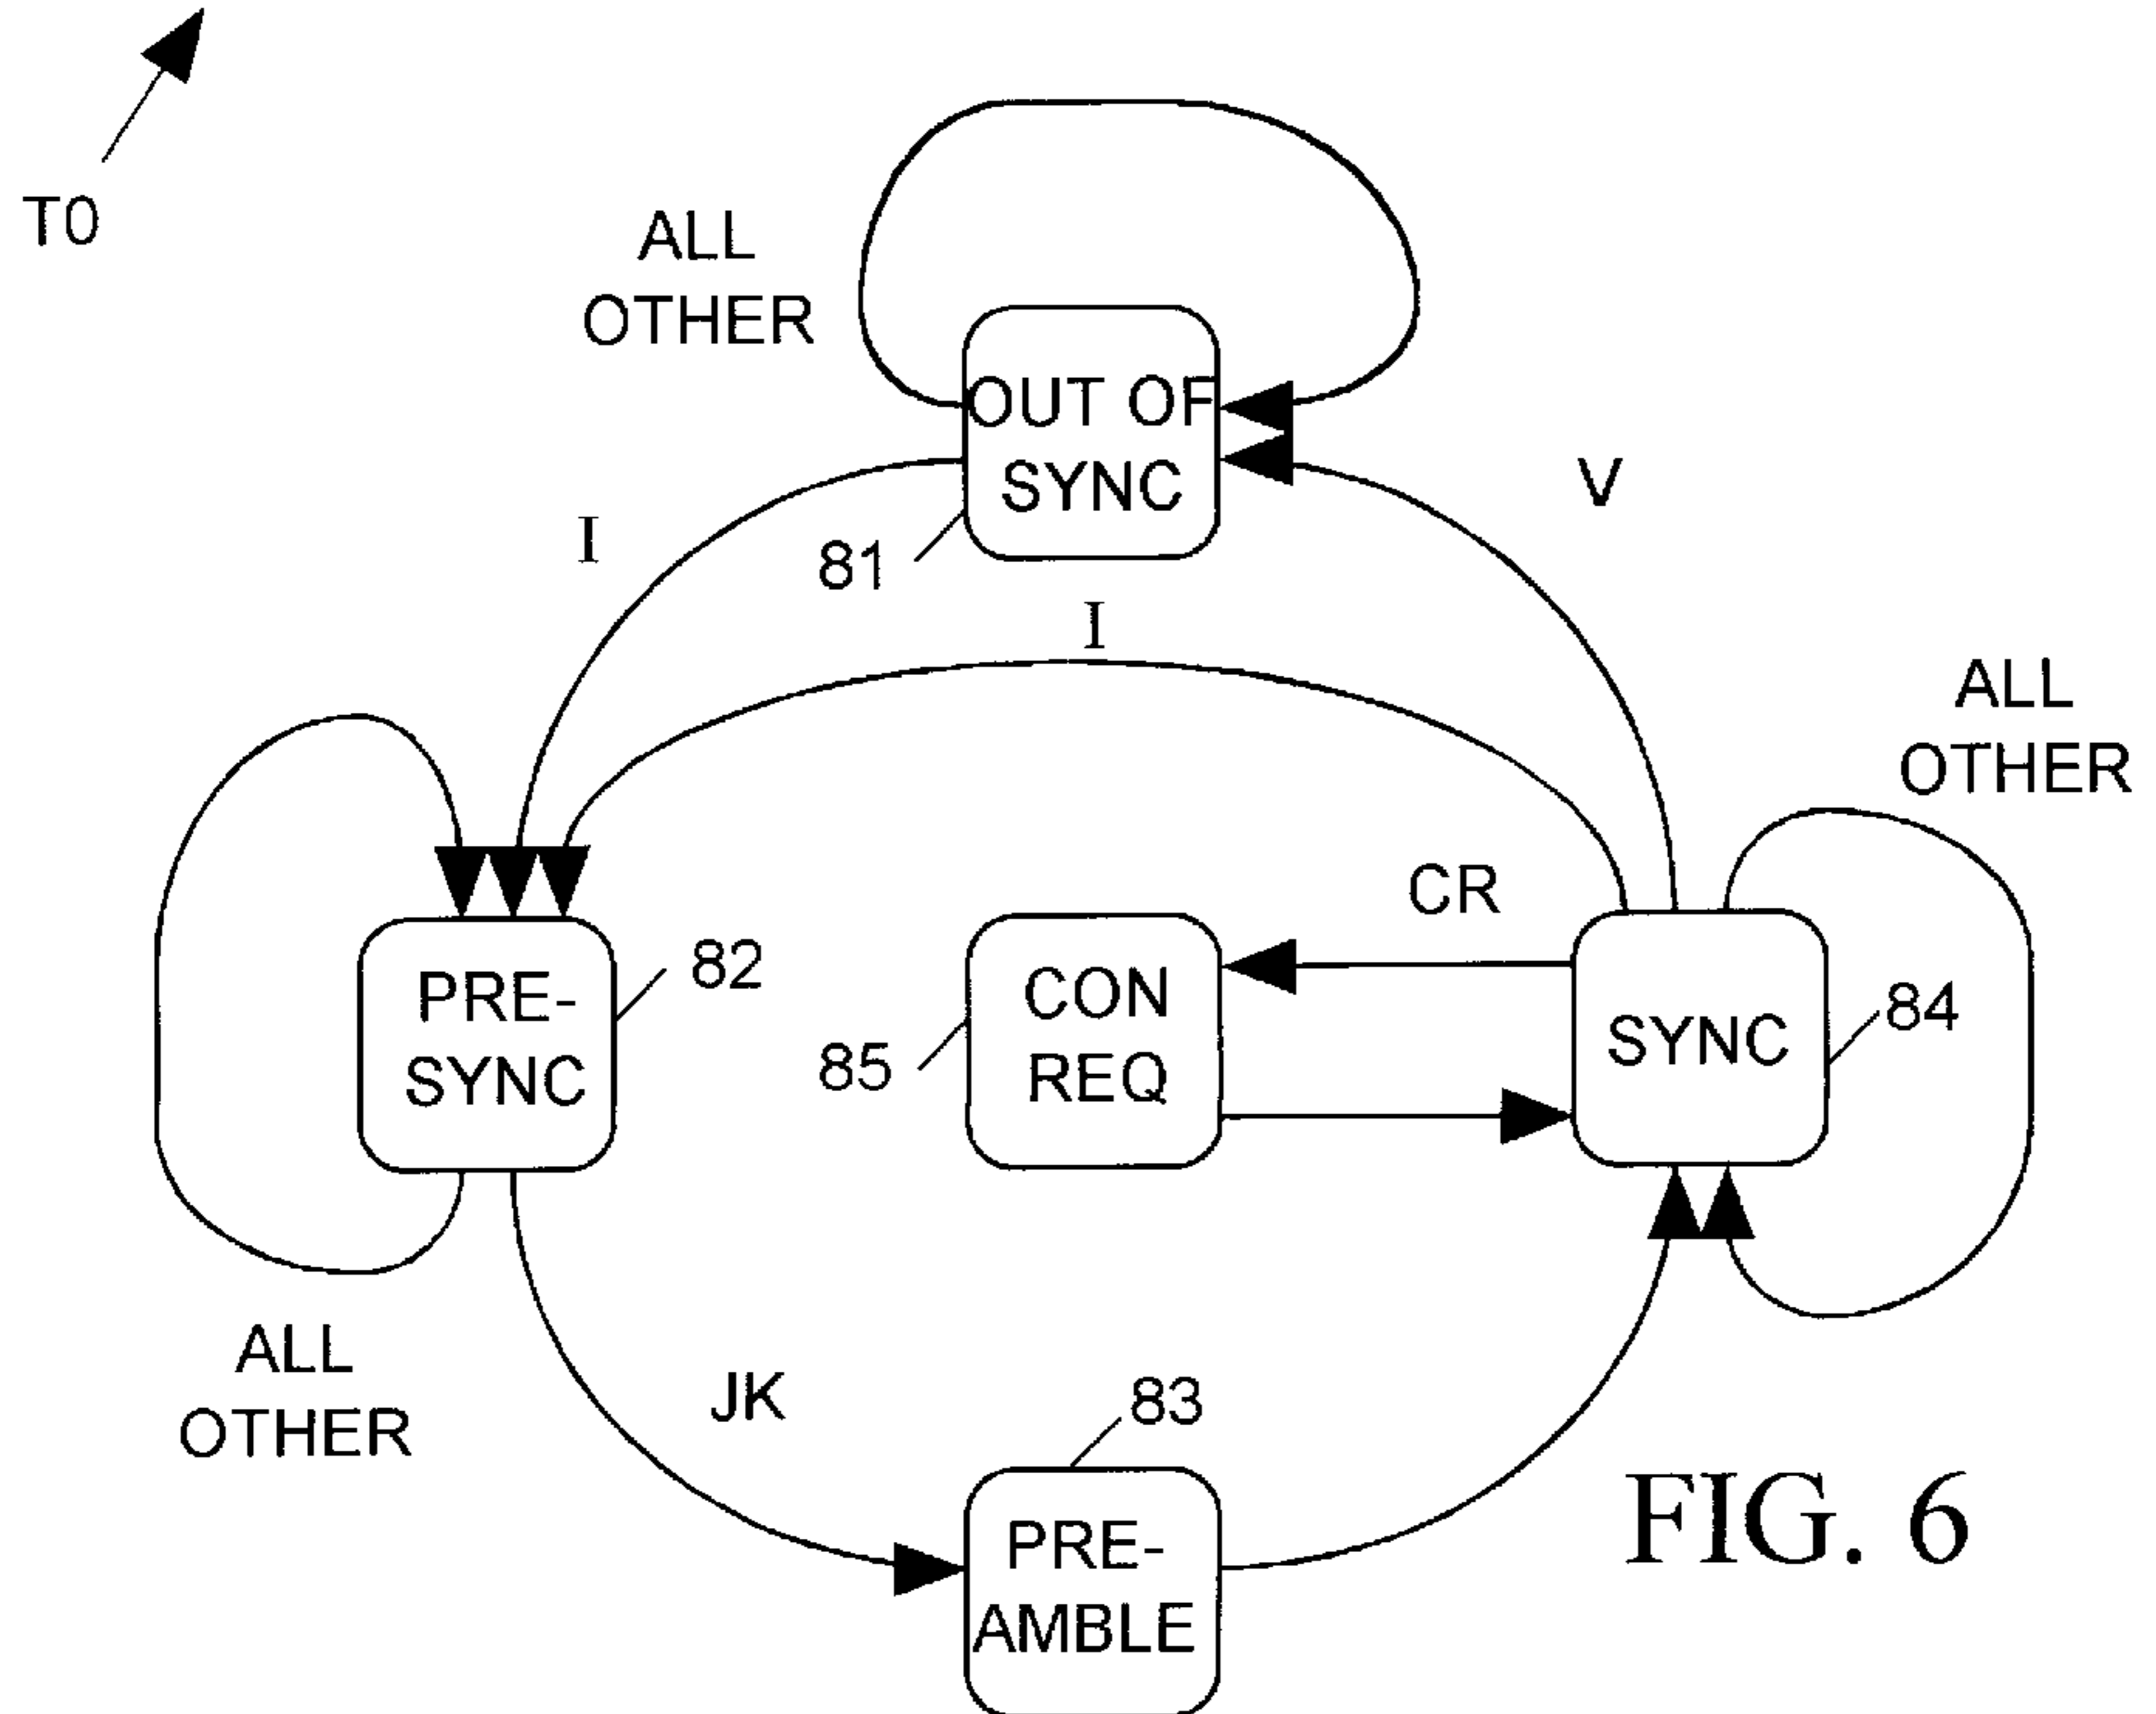 T0
ALL
OTHER
OUT OF
SYNC
V
I
81
I
ALL
OTHER
CR
PRE-
SYNC
82
CON
REQ
85
SYNC
84
ALL
OTHER
JK
83
PRE-
AMBLE
FIG. 6